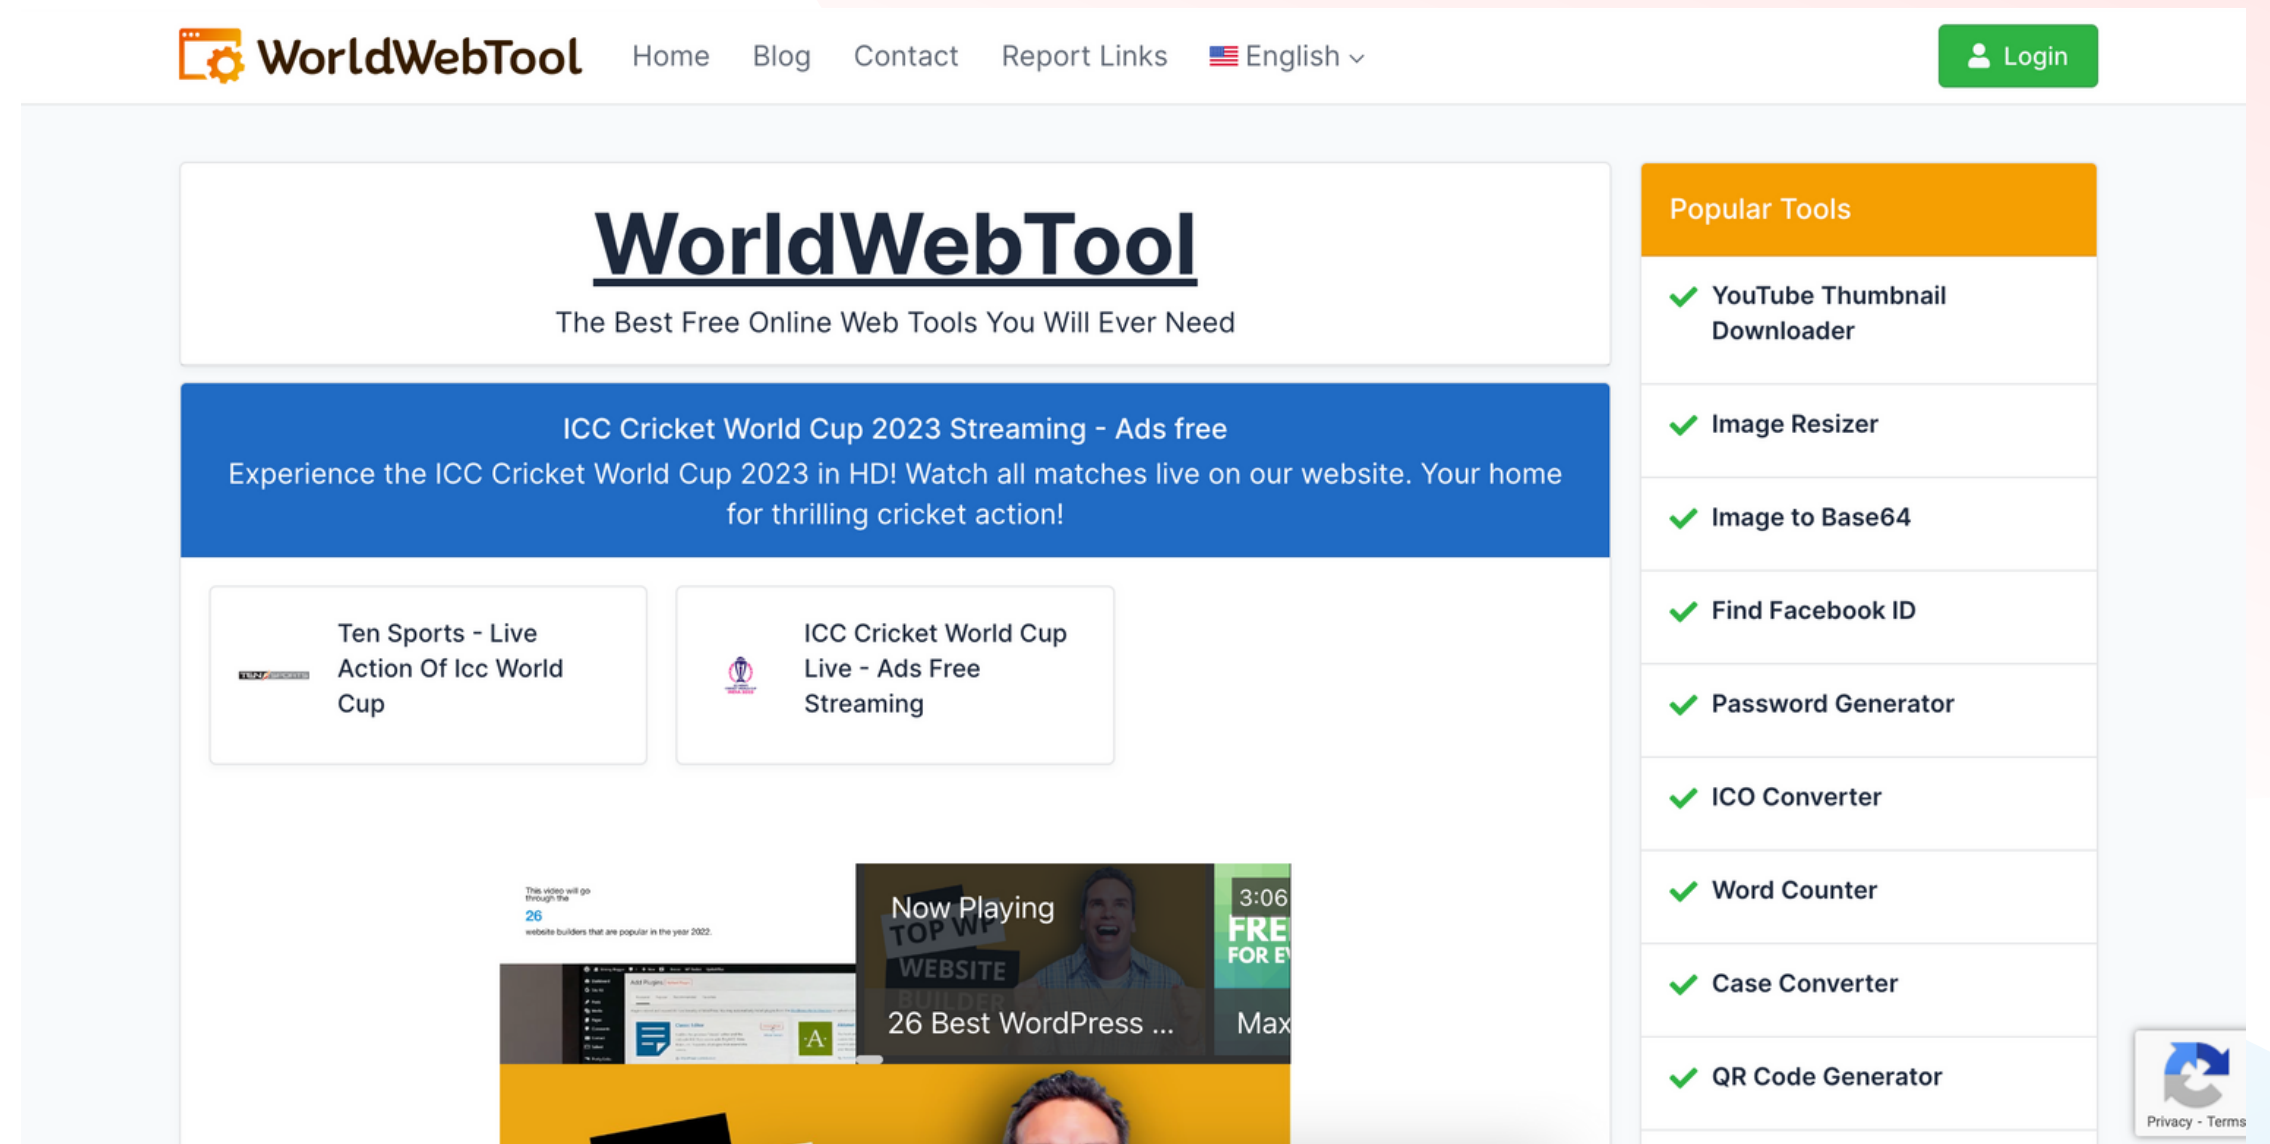 WorldWebTool
Home
Blog
Contact
Report Links
English
Login
WorldWebTool
The Best Free Online Web Tools You Will Ever Need
ICC Cricket World Cup 2023 Streaming - Ads free
Experience the ICC Cricket World Cup 2023 in HD! Watch all matches live on our website. Your home
for thrilling cricket action!
TEN SPORTS
Ten Sports - Live
Action Of Icc World
Cup
ICC Cricket World Cup
Live - Ads Free
Streaming
This video will go
through the
26
website builders that are popular in the year 2022.
Add Plugins
Now Playing
TOP WP
WEBSITE
BUILDER
26 Best WordPress ...
3:06
FRE
FOR E
Max
Popular Tools
YouTube Thumbnail
Downloader
Image Resizer
Image to Base64
Find Facebook ID
Password Generator
ICO Converter
Word Counter
Case Converter
QR Code Generator
Privacy - Terms